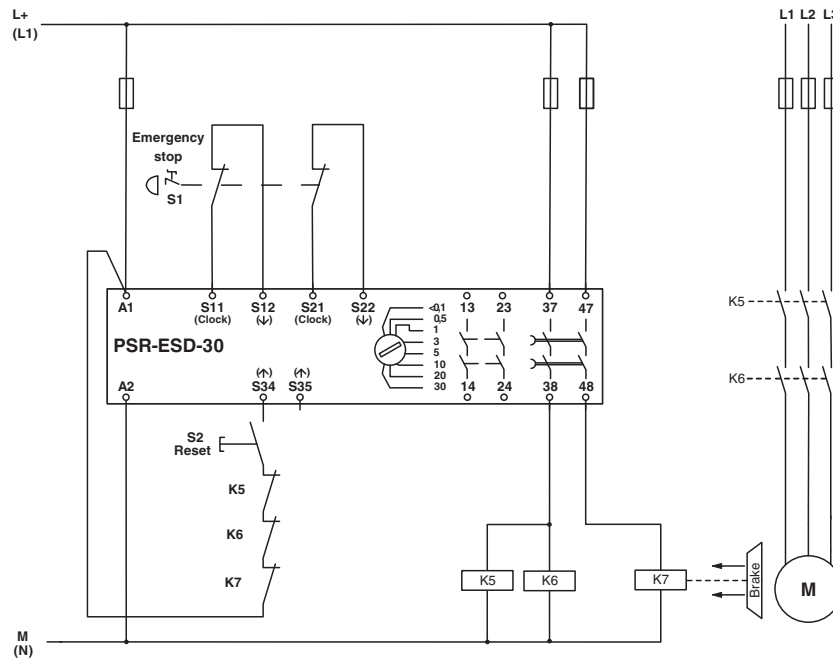 L+
(L1)
L1 L2 L3
Emergency
stop
S1
A1 S11 S12 S21 S22 <0,1 13 23 37 47
(Clock) (↓) (Clock) (↓) 0,5
1
PSR-ESD-30 3
5
(↑) (↑) 10
A2 S34 S35 20 14 24 38 48
30
K5
K6
S2
Reset
K5
K6
K7
K5 K6 K7 Brake M
M
(N)